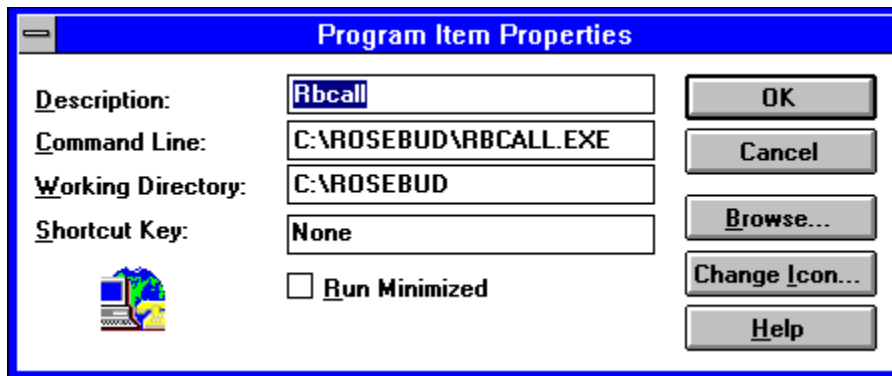 Program Item Properties
Description: Rbcall OK
Command Line: C:\ROSEBUD\RBCALL.EXE Cancel
Working Directory: C:\ROSEBUD
Shortcut Key: None Browse...
Run Minimized Change Icon...
Help